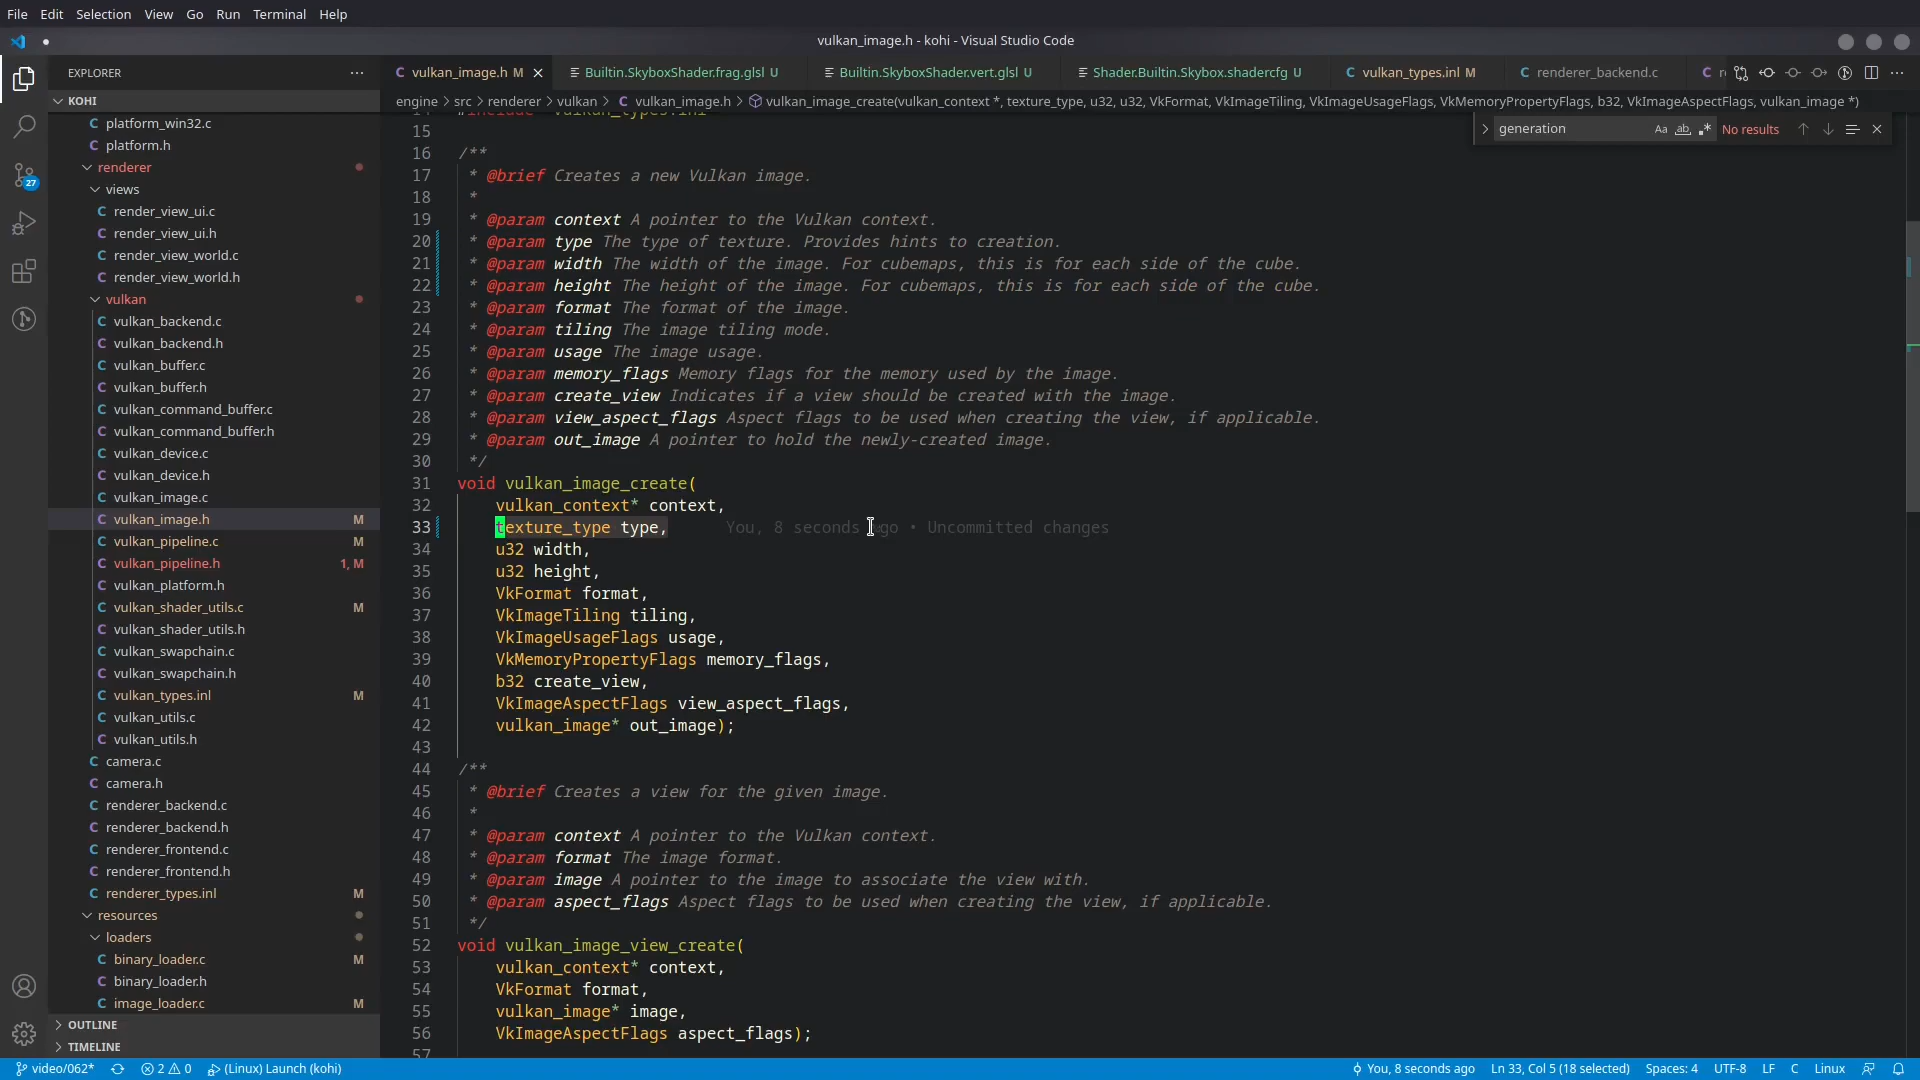 File Edit Selection View Go Run Terminal Help
vulkan_image.h - kohi - Visual Studio Code
EXPLORER
vulkan_image.h M
Builtin.SkyboxShader.frag.glsl U
Builtin.SkyboxShader.vert.glsl U
Shader.Builtin.Skybox.shadercfg U
vulkan_types.inl M
renderer_backend.c
engine > src > renderer > vulkan > C vulkan_image.h > vulkan_image_create(vulkan_context *, texture_type, u32, u32, VkFormat, VkImageTiling, VkImageUsageFlags, VkMemoryPropertyFlags, b32, VkImageAspectFlags, vulkan_image *)
generation
No results
KOHI
platform_win32.c
platform.h
renderer
views
render_view_ui.c
render_view_ui.h
render_view_world.c
render_view_world.h
vulkan
vulkan_backend.c
vulkan_backend.h
vulkan_buffer.c
vulkan_buffer.h
vulkan_command_buffer.c
vulkan_command_buffer.h
vulkan_device.c
vulkan_device.h
vulkan_image.c
vulkan_image.h M
vulkan_pipeline.c M
vulkan_pipeline.h 1, M
vulkan_platform.h
vulkan_shader_utils.c M
vulkan_shader_utils.h
vulkan_swapchain.c
vulkan_swapchain.h
vulkan_types.inl M
vulkan_utils.c
vulkan_utils.h
camera.c
camera.h
renderer_backend.c
renderer_backend.h
renderer_frontend.c
renderer_frontend.h
renderer_types.inl M
resources
loaders
binary_loader.c M
binary_loader.h
image_loader.c M
OUTLINE
TIMELINE
27
15
16 /**
17 * @brief Creates a new Vulkan image.
18 *
19 * @param context A pointer to the Vulkan context.
20 * @param type The type of texture. Provides hints to creation.
21 * @param width The width of the image. For cubemaps, this is for each side of the cube.
22 * @param height The height of the image. For cubemaps, this is for each side of the cube.
23 * @param format The format of the image.
24 * @param tiling The image tiling mode.
25 * @param usage The image usage.
26 * @param memory_flags Memory flags for the memory used by the image.
27 * @param create_view Indicates if a view should be created with the image.
28 * @param view_aspect_flags Aspect flags to be used when creating the view, if applicable.
29 * @param out_image A pointer to hold the newly-created image.
30 */
31 void vulkan_image_create(
32 vulkan_context* context,
33 texture_type type, You, 8 seconds ago • Uncommitted changes
34 u32 width,
35 u32 height,
36 VkFormat format,
37 VkImageTiling tiling,
38 VkImageUsageFlags usage,
39 VkMemoryPropertyFlags memory_flags,
40 b32 create_view,
41 VkImageAspectFlags view_aspect_flags,
42 vulkan_image* out_image);
43
44 /**
45 * @brief Creates a view for the given image.
46 *
47 * @param context A pointer to the Vulkan context.
48 * @param format The image format.
49 * @param image A pointer to the image to associate the view with.
50 * @param aspect_flags Aspect flags to be used when creating the view, if applicable.
51 */
52 void vulkan_image_view_create(
53 vulkan_context* context,
54 VkFormat format,
55 vulkan_image* image,
56 VkImageAspectFlags aspect_flags);
video/062* 2 0 (Linux) Launch (kohi) You, 8 seconds ago Ln 33, Col 5 (18 selected) Spaces: 4 UTF-8 LF C Linux